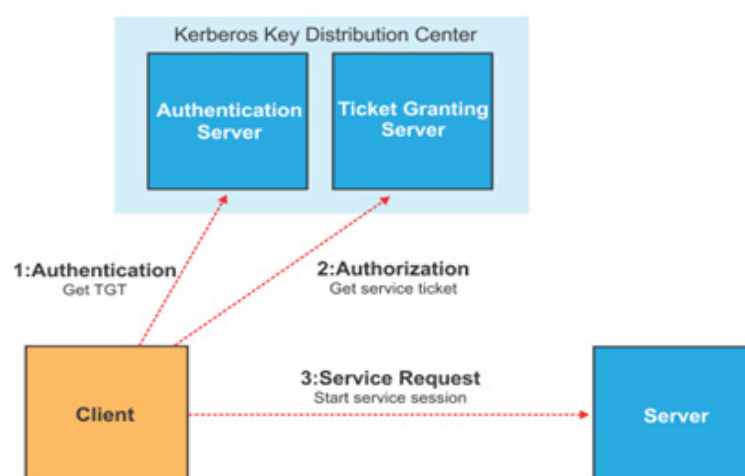 Kerberos Key Distribution Center
Authentication
Server
Ticket Granting
Server
1:Authentication
Get TGT
2:Authorization
Get service ticket
3:Service Request
Start service session
Client
Server